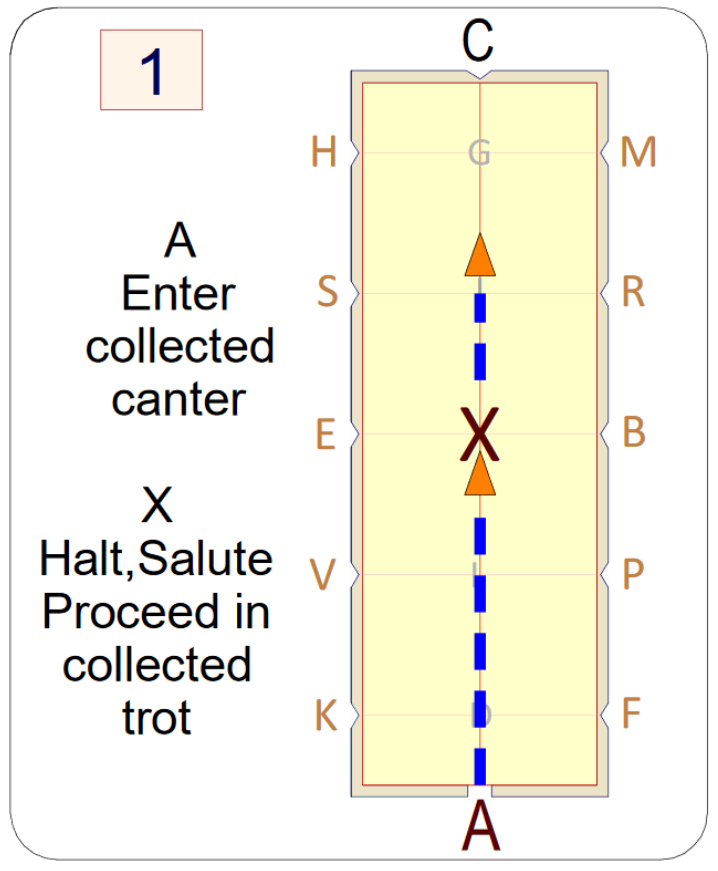 1
C
H G M
A
Enter
collected
canter
S I R
E X B
X
Halt,Salute
Proceed in
collected
trot
V L P
K D F
A